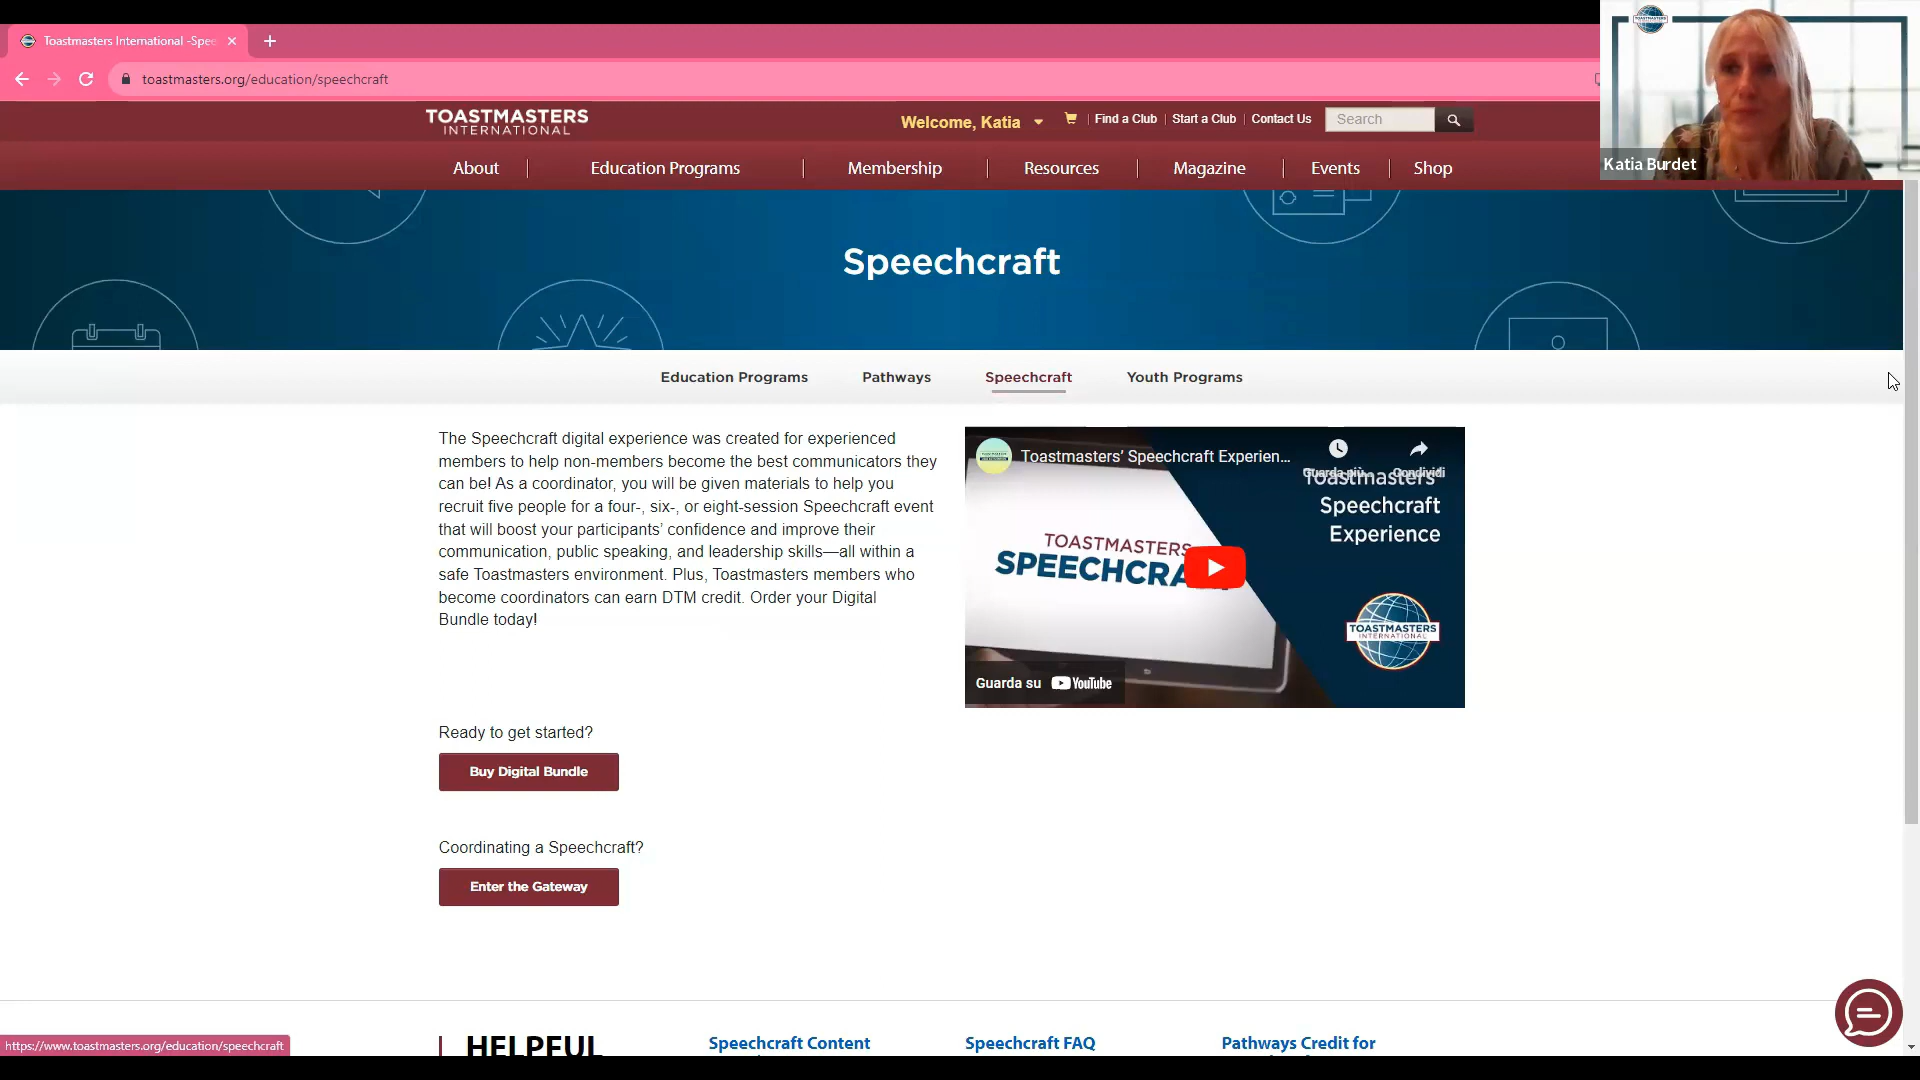 Toastmasters International -Spee
toastmasters.org/education/speechcraft
TOASTMASTERS
INTERNATIONAL
Welcome, Katia
Find a Club
Start a Club
Contact Us
Search
TOASTMASTERS
Katia Burdet
About
Education Programs
Membership
Resources
Magazine
Events
Shop
Speechcraft
Education Programs
Pathways
Speechcraft
Youth Programs
The Speechcraft digital experience was created for experienced
members to help non-members become the best communicators they
can be! As a coordinator, you will be given materials to help you
recruit five people for a four-, six-, or eight-session Speechcraft event
that will boost your participants’ confidence and improve their
communication, public speaking, and leadership skills—all within a
safe Toastmasters environment. Plus, Toastmasters members who
become coordinators can earn DTM credit. Order your Digital
Bundle today!
Toastmasters’ Speechcraft Experien...
Guarda più...
Condividi
Toastmasters’
Speechcraft
Experience
TOASTMASTERS
SPEECHCRA
TOASTMASTERS
INTERNATIONAL
Guarda su YouTube
Ready to get started?
Buy Digital Bundle
Coordinating a Speechcraft?
Enter the Gateway
HELPFUL
Speechcraft Content
Speechcraft FAQ
Pathways Credit for
https://www.toastmasters.org/education/speechcraft